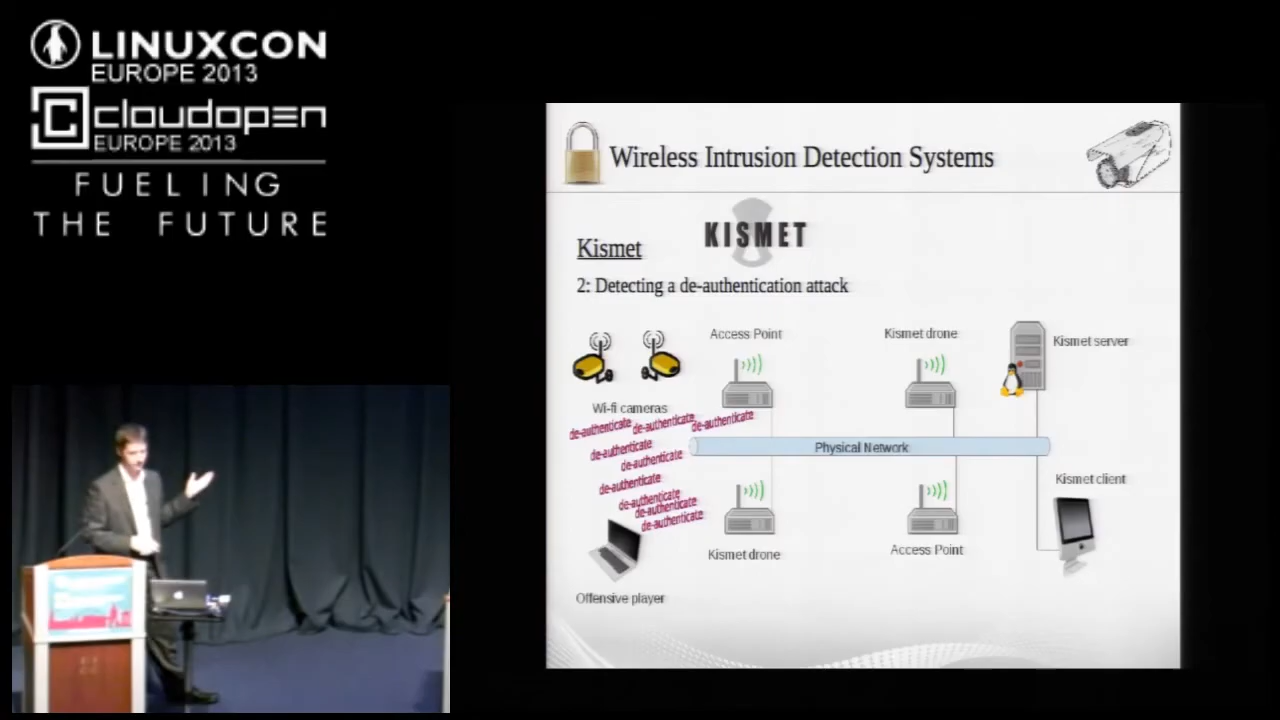 LINUXCON
EUROPE 2013
cloudopen
EUROPE 2013
FUELING
THE FUTURE
Wireless Intrusion Detection Systems
KISMET
Kismet
2: Detecting a de-authentication attack
Access Point
Kismet drone
Kismet server
Wi-fi cameras
de-authenticate
de-authenticate
de-authenticate
de-authenticate
de-authenticate
de-authenticate
de-authenticate
de-authenticate
de-authenticate
Physical Network
Kismet client
Kismet drone
Access Point
Offensive player